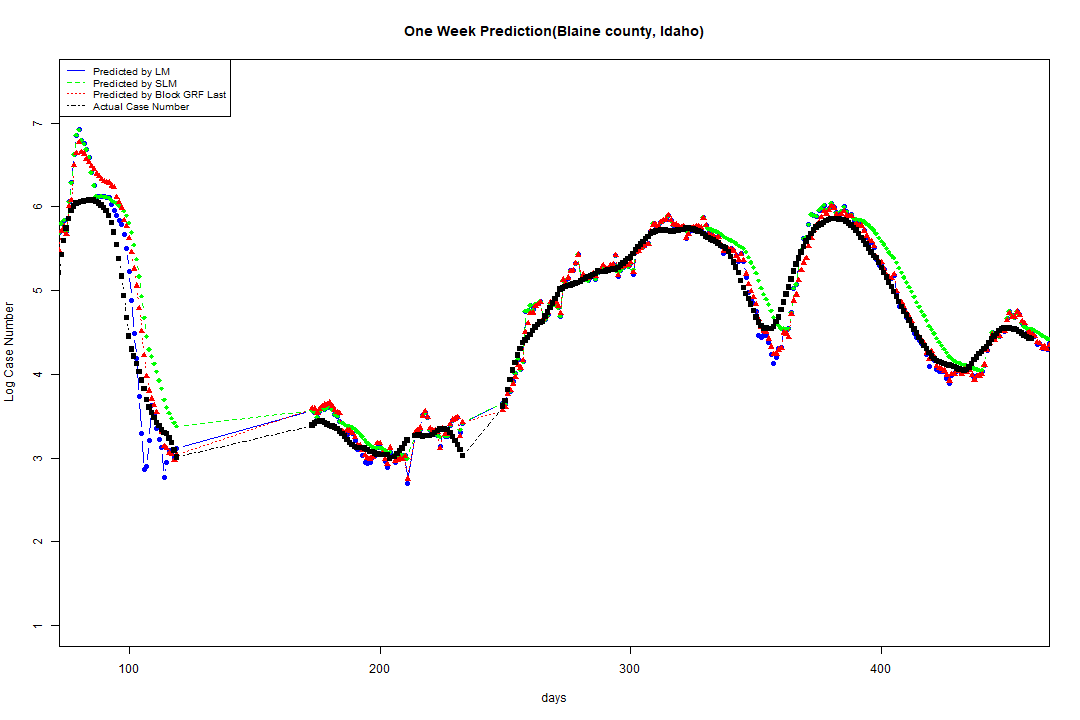 One Week Prediction(Blaine county, Idaho)
Predicted by LM
Predicted by SLM
Predicted by Block GRF Last
Actual Case Number
Log Case Number
7
6
5
4
3
2
1
100
200
300
400
days